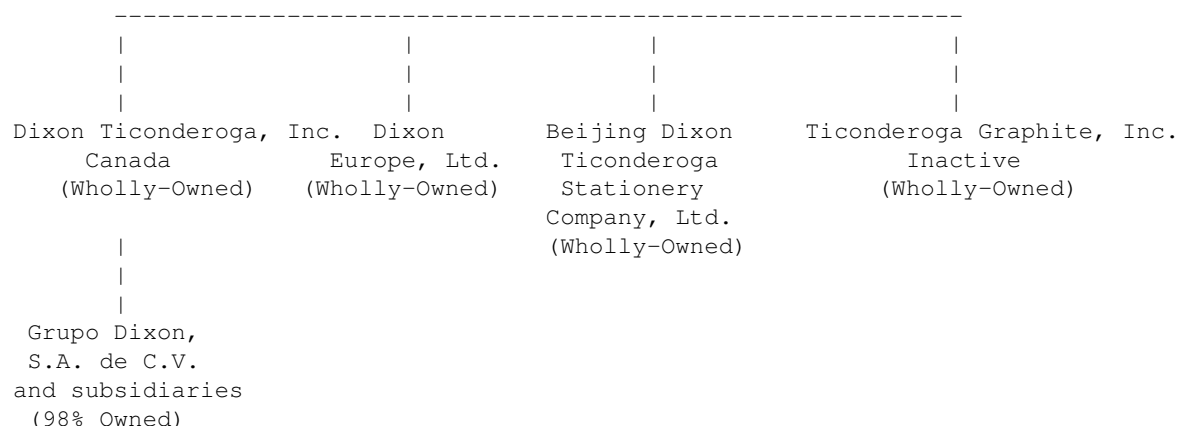 Dixon Ticonderoga, Inc. Dixon Beijing Dixon Ticonderoga Graphite, Inc.
Canada Europe, Ltd. Ticonderoga Inactive
(Wholly-Owned) (Wholly-Owned) Stationery (Wholly-Owned)
Company, Ltd.
(Wholly-Owned)
Grupo Dixon,
S.A. de C.V.
and subsidiaries
(98% Owned)